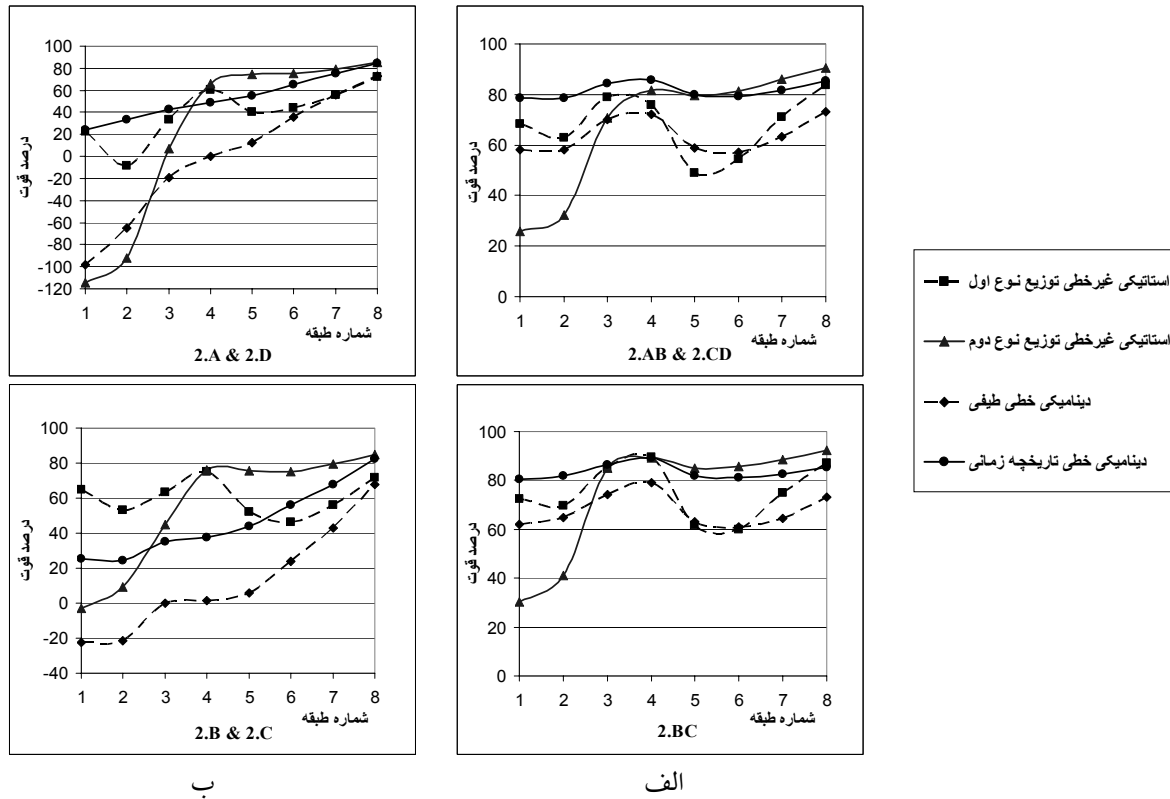 100
80
60
40
20
0
-20
-40
-60
-80
-100
-120
درصد قوت
1 2 3 4 5 6 7 8
شماره طبقه
2.A & 2.D
100
80
60
40
20
0
درصد قوت
1 2 3 4 5 6 7 8
شماره طبقه
2.AB & 2.CD
استاتیکی غیرخطی توزیع نوع اول
استاتیکی غیرخطی توزیع نوع دوم
دینامیکی خطی طیفی
دینامیکی خطی تاریخچه زمانی
100
80
60
40
20
0
-20
-40
درصد قوت
1 2 3 4 5 6 7 8
شماره طبقه
2.B & 2.C
100
80
60
40
20
0
درصد قوت
1 2 3 4 5 6 7 8
شماره طبقه
2.BC
الف
ب